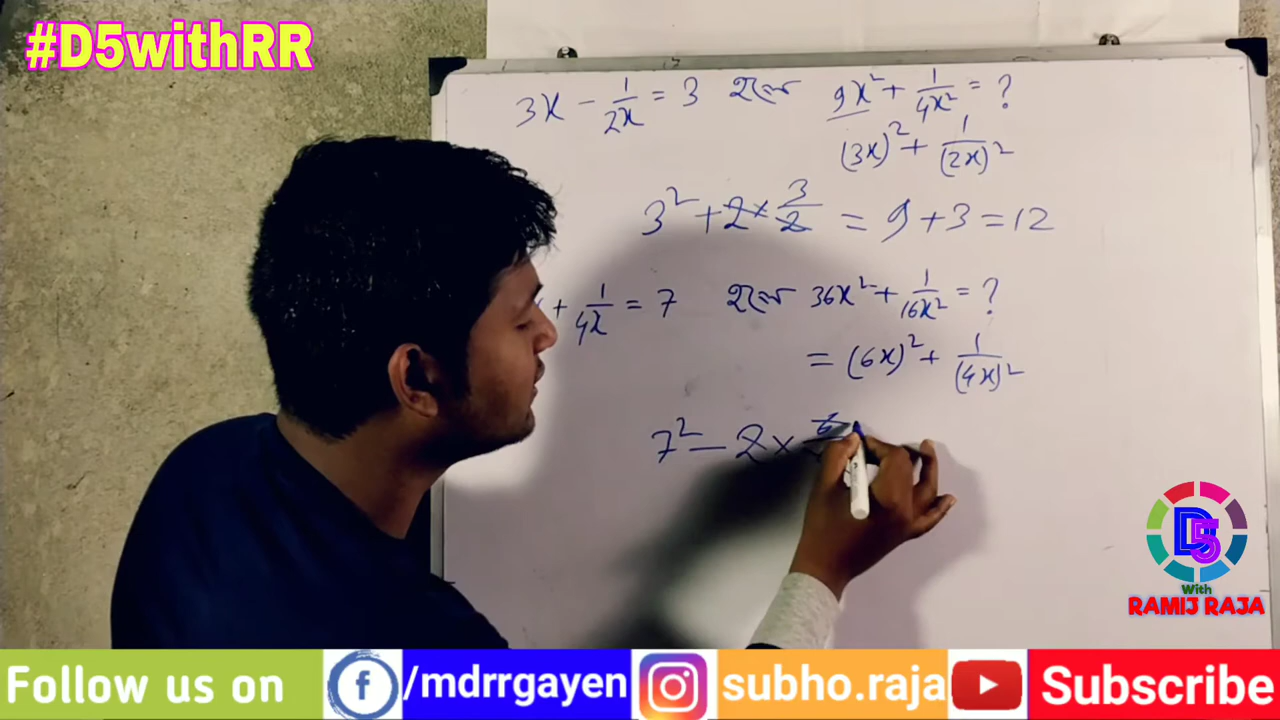 #D5withRR
3x - 1/2x = 3 হলে 9x² + 1/4x² = ?
(3x)² + 1/(2x)²
3² + 2 × 3/2 = 9 + 3 = 12
+ 1/4x = 7 হলে 36x² + 1/16x² = ?
= (6x)² + 1/(4x)²
7² - 2 × 6
D5
With
RAMIJ RAJA
Follow us on f /mdrrgayen subho.raja Subscribe